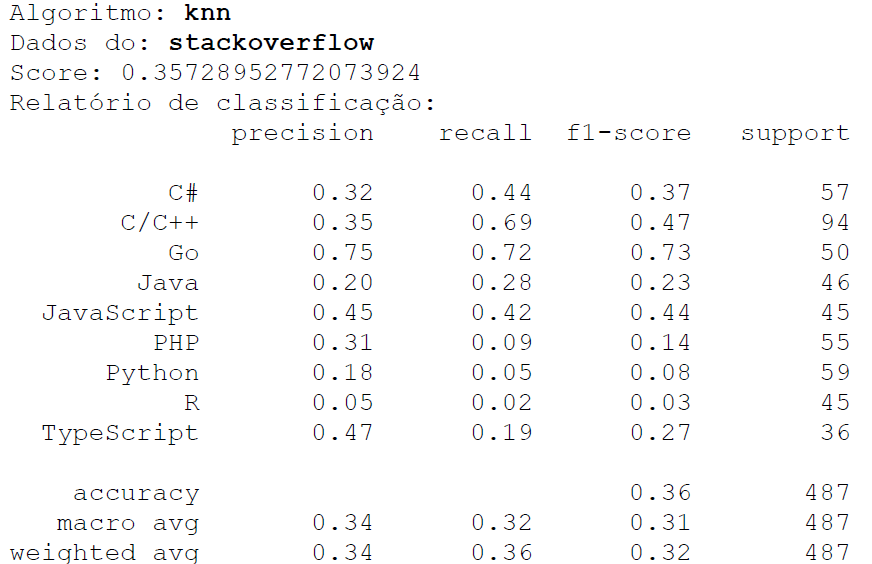 Algoritmo: knn
Dados do: stackoverflow
Score: 0.35728952772073924
Relatório de classificação:
precision recall f1-score support
C# 0.32 0.44 0.37 57
C/C++ 0.35 0.69 0.47 94
Go 0.75 0.72 0.73 50
Java 0.20 0.28 0.23 46
JavaScript 0.45 0.42 0.44 45
PHP 0.31 0.09 0.14 55
Python 0.18 0.05 0.08 59
R 0.05 0.02 0.03 45
TypeScript 0.47 0.19 0.27 36
accuracy 0.36 487
macro avg 0.34 0.32 0.31 487
weighted avg 0.34 0.36 0.32 487